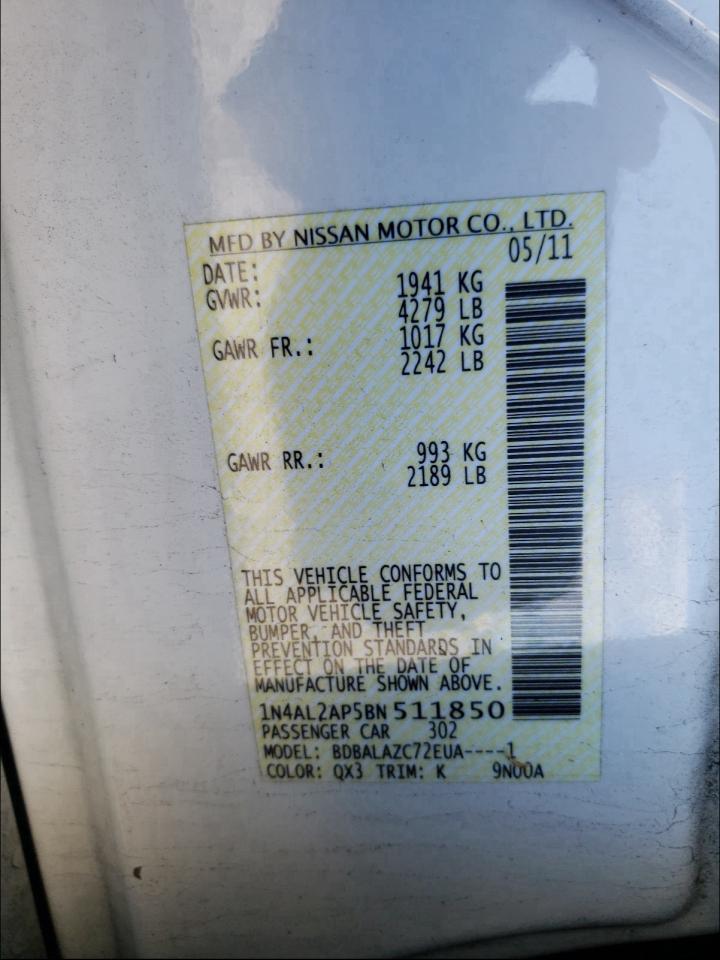 MFD BY NISSAN MOTOR CO., LTD.
DATE: 05/11
GVWR: 1941 KG
4279 LB
GAWR FR.: 1017 KG
2242 LB
GAWR RR.: 993 KG
2189 LB
THIS VEHICLE CONFORMS TO
ALL APPLICABLE FEDERAL
MOTOR VEHICLE SAFETY,
BUMPER, AND THEFT
PREVENTION STANDARDS IN
EFFECT ON THE DATE OF
MANUFACTURE SHOWN ABOVE.
1N4AL2AP5BN511850
PASSENGER CAR 302
MODEL: BDBALAZC72EUA----1
COLOR: QX3 TRIM: K 9N00A